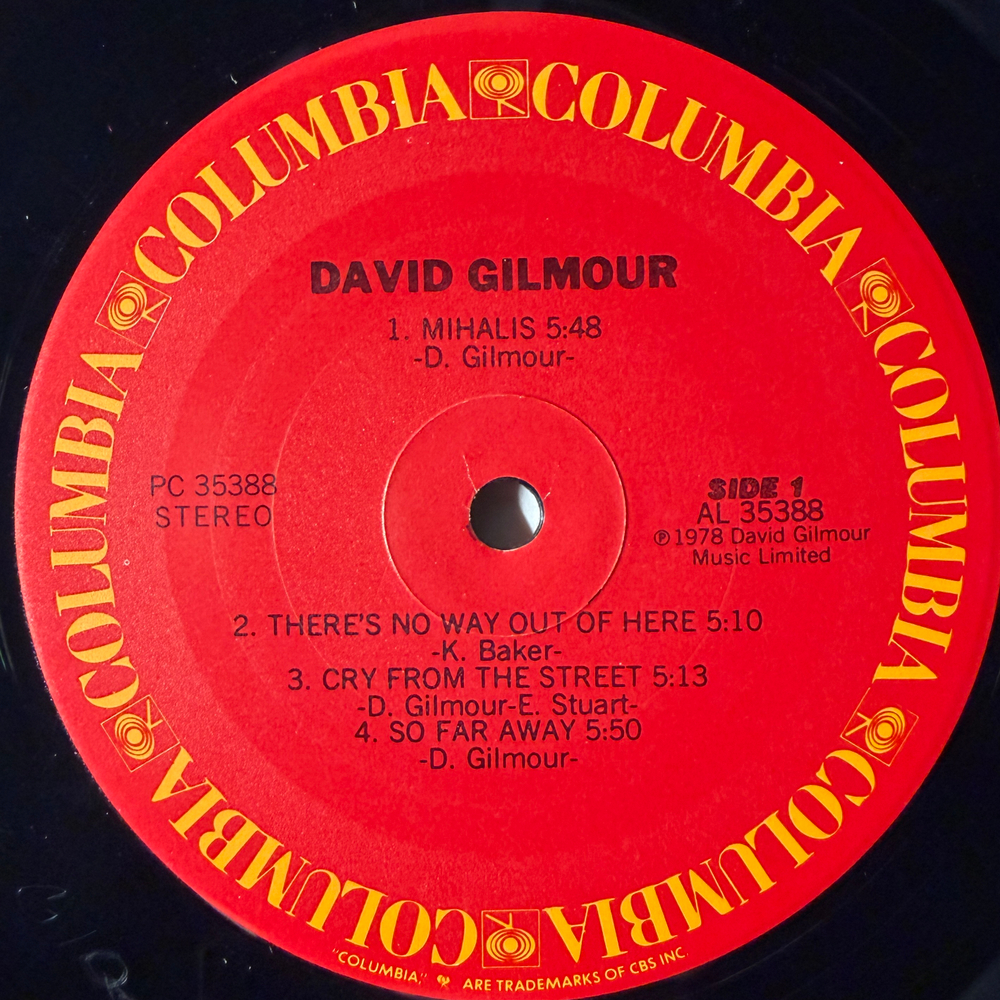 COLUMBIA COLUMBIA COLUMBIA COLUMBIA COLUMBIA COLUMBIA
DAVID GILMOUR
1. MIHALIS 5:48
-D. Gilmour-
PC 35388
STEREO
SIDE 1
AL 35388
℗ 1978 David Gilmour
Music Limited
2. THERE'S NO WAY OUT OF HERE 5:10
-K. Baker-
3. CRY FROM THE STREET 5:13
-D. Gilmour-E. Stuart-
4. SO FAR AWAY 5:50
-D. Gilmour-
"COLUMBIA," ARE TRADEMARKS OF CBS INC.